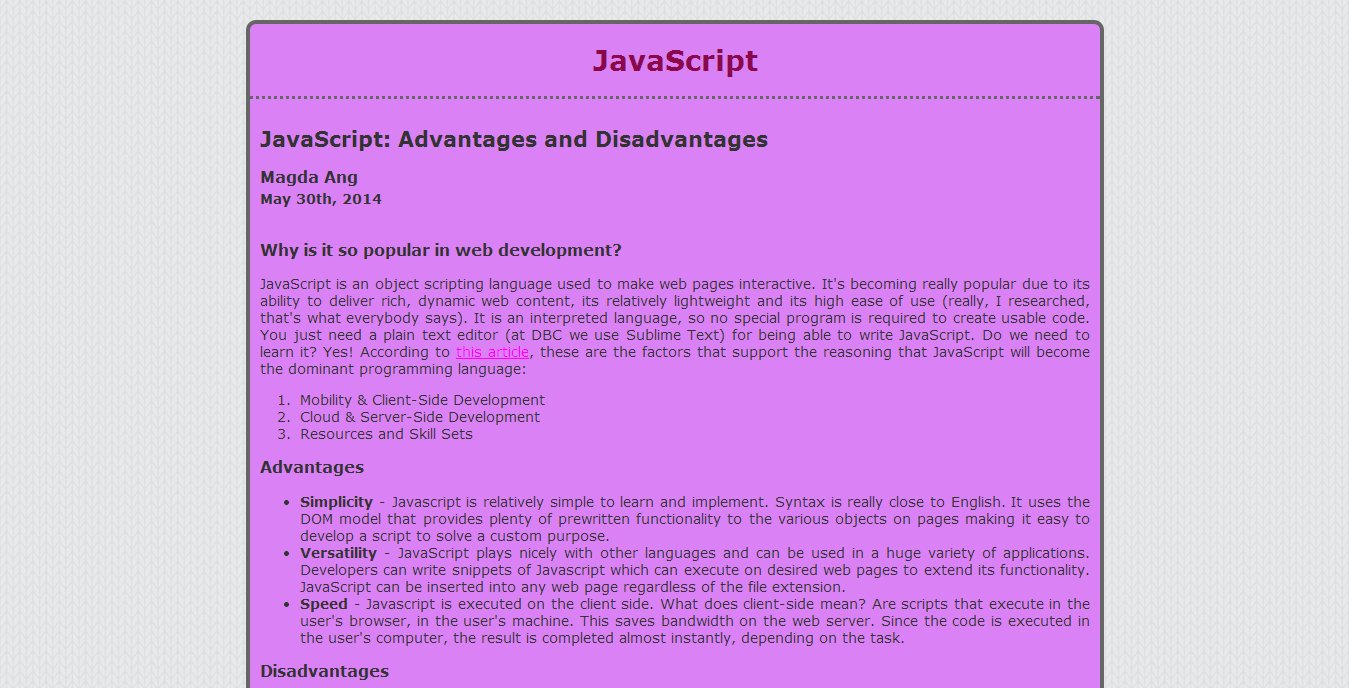 JavaScript
JavaScript: Advantages and Disadvantages
Magda Ang
May 30th, 2014
Why is it so popular in web development?
JavaScript is an object scripting language used to make web pages interactive. It's becoming really popular due to its
ability to deliver rich, dynamic web content, its relatively lightweight and its high ease of use (really, I researched,
that's what everybody says). It is an interpreted language, so no special program is required to create usable code.
You just need a plain text editor (at DBC we use Sublime Text) for being able to write JavaScript. Do we need to
learn it? Yes! According to this article, these are the factors that support the reasoning that JavaScript will become
the dominant programming language:
1. Mobility & Client-Side Development
2. Cloud & Server-Side Development
3. Resources and Skill Sets
Advantages
• Simplicity - Javascript is relatively simple to learn and implement. Syntax is really close to English. It uses the
DOM model that provides plenty of prewritten functionality to the various objects on pages making it easy to
develop a script to solve a custom purpose.
• Versatility - JavaScript plays nicely with other languages and can be used in a huge variety of applications.
Developers can write snippets of Javascript which can execute on desired web pages to extend its functionality.
JavaScript can be inserted into any web page regardless of the file extension.
• Speed - Javascript is executed on the client side. What does client-side mean? Are scripts that execute in the
user's browser, in the user's machine. This saves bandwidth on the web server. Since the code is executed in
the user's computer, the result is completed almost instantly, depending on the task.
Disadvantages